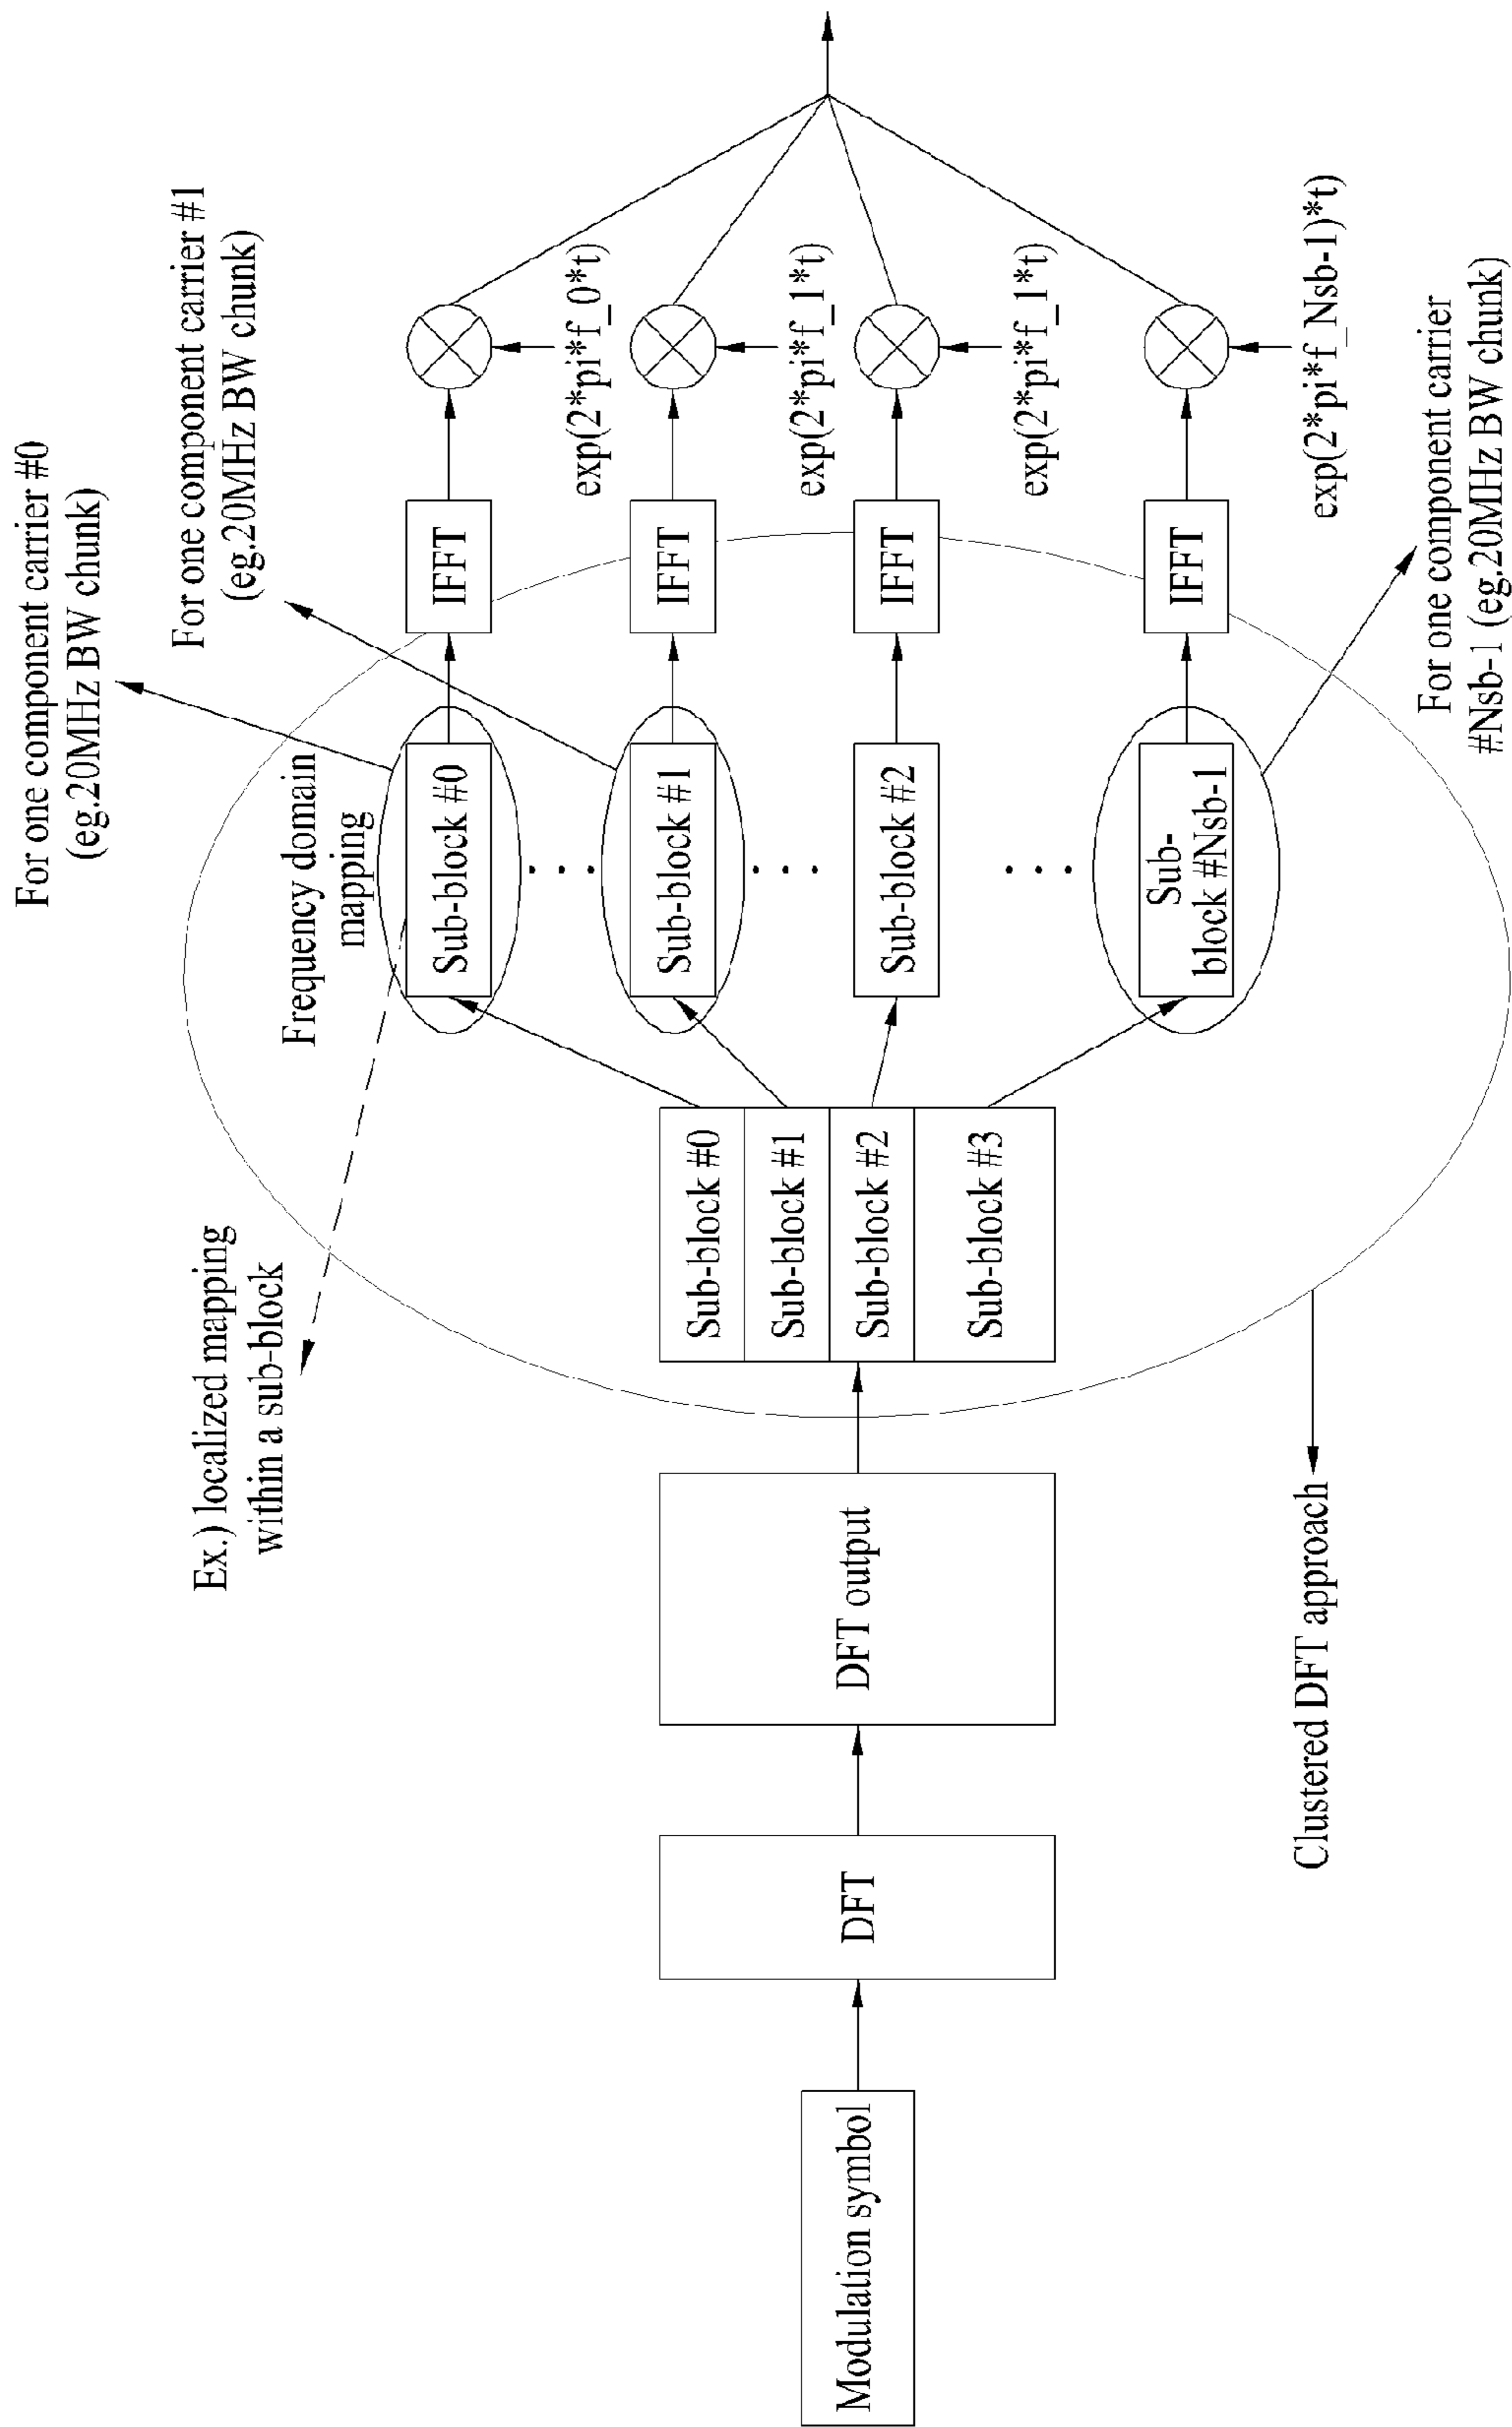 For one component carrier #0
(eg.20MHz BW chunk)
For one component carrier #1
(eg.20MHz BW chunk)
Ex.) localized mapping
within a sub-block
Frequency domain
mapping
Modulation symbol
DFT
DFT output
Sub-block #0
Sub-block #1
Sub-block #2
Sub-block #3
Sub-block #0
IFFT
exp(2*pi*f_0*t)
Sub-block #1
IFFT
exp(2*pi*f_1*t)
Sub-block #2
IFFT
exp(2*pi*f_1*t)
Sub-
block #Nsb-1
IFFT
exp(2*pi*f_Nsb-1)*t)
Clustered DFT approach
For one component carrier
#Nsb-1 (eg.20MHz BW chunk)